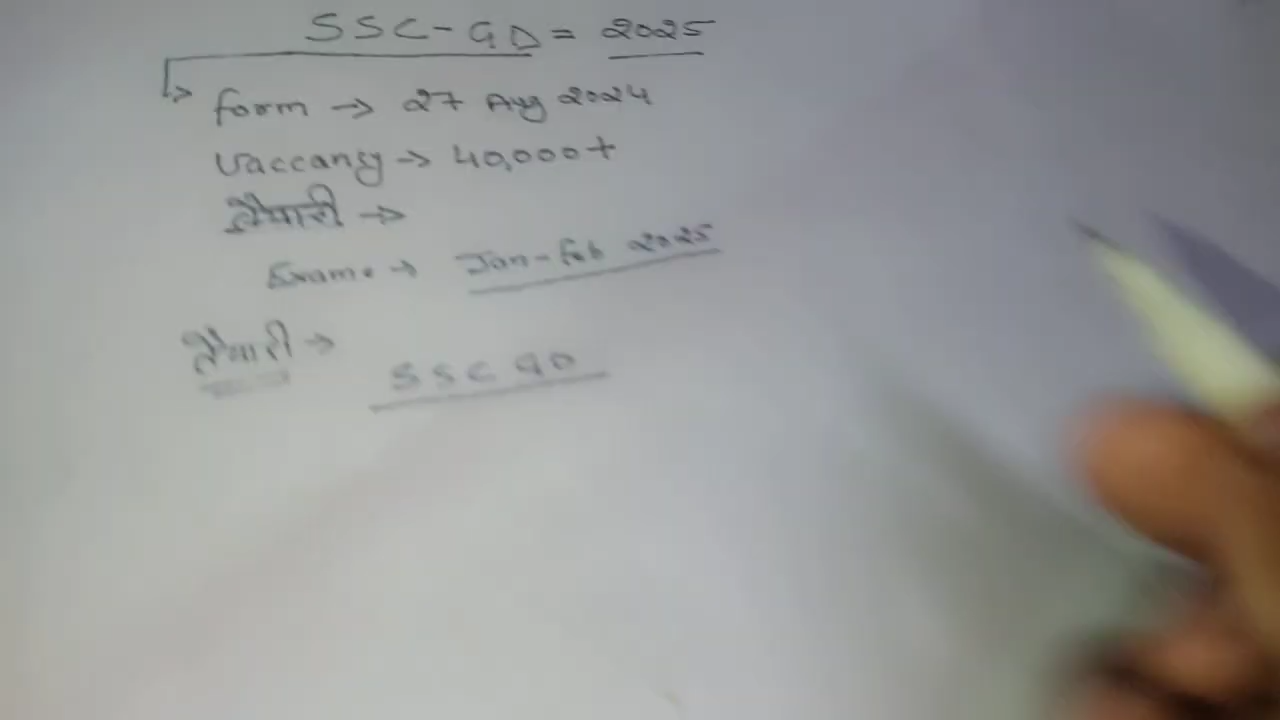 SSC-GD = 2025
form → 27 Aug 2024
Vaccancy → 40,000+
तैयारी →
Exam → Jan-Feb 2025
तैयारी →
SSC GD